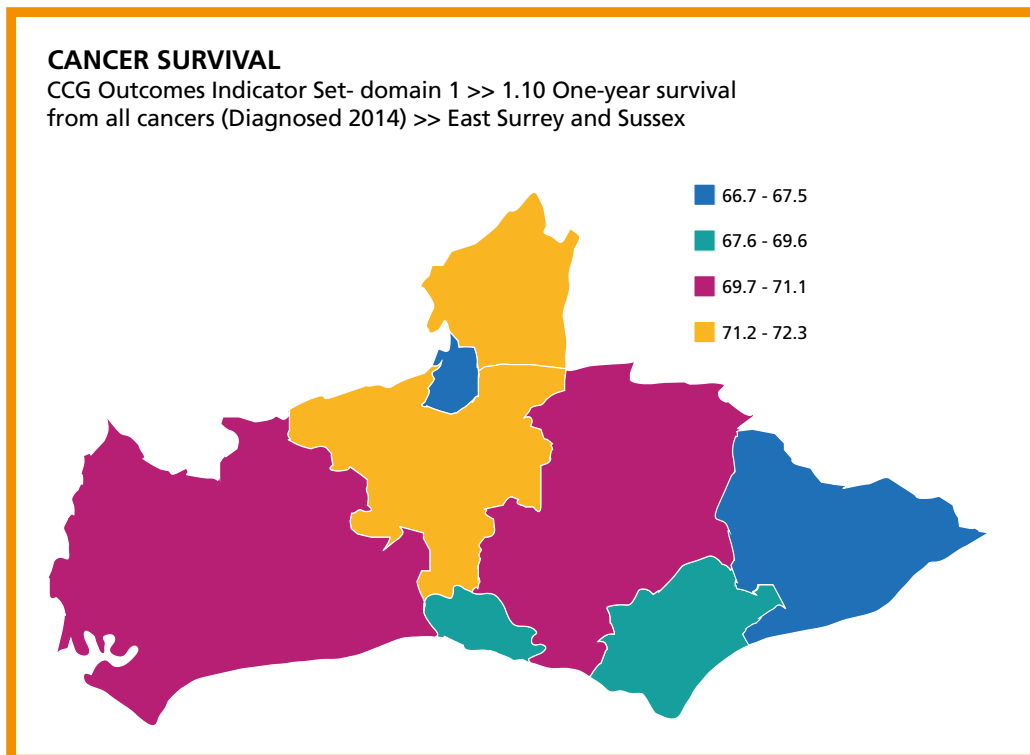 CANCER SURVIVAL
CCG Outcomes Indicator Set- domain 1 >> 1.10 One-year survival
from all cancers (Diagnosed 2014) >> East Surrey and Sussex
66.7 - 67.5
67.6 - 69.6
69.7 - 71.1
71.2 - 72.3